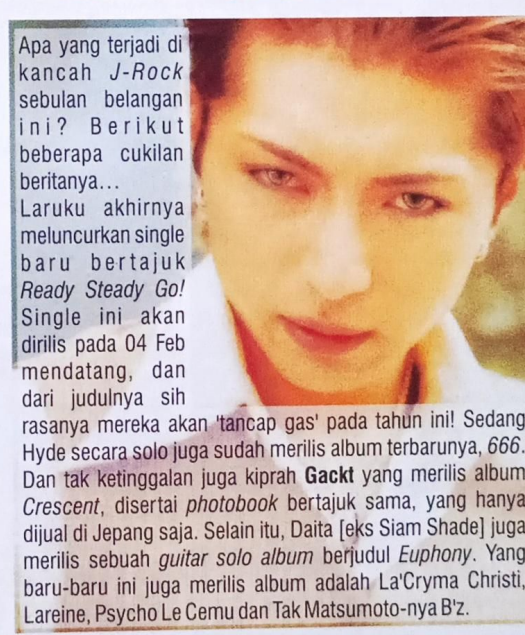 Apa yang terjadi di
kancah J-Rock
sebulan belangan
ini? Berikut
beberapa cukilan
beritanya...
Laruku akhirnya
meluncurkan single
baru bertajuk
Ready Steady Go!
Single ini akan
dirilis pada 04 Feb
mendatang, dan
dari judulnya sih
rasanya mereka akan 'tancap gas' pada tahun ini! Sedang
Hyde secara solo juga sudah merilis album terbarunya, 666.
Dan tak ketinggalan juga kiprah Gackt yang merilis album
Crescent, disertai photobook bertajuk sama, yang hanya
dijual di Jepang saja. Selain itu, Daita [eks Siam Shade] juga
merilis sebuah guitar solo album berjudul Euphony. Yang
baru-baru ini juga merilis album adalah La'Cryma Christi,
Lareine, Psycho Le Cemu dan Tak Matsumoto-nya B'z.